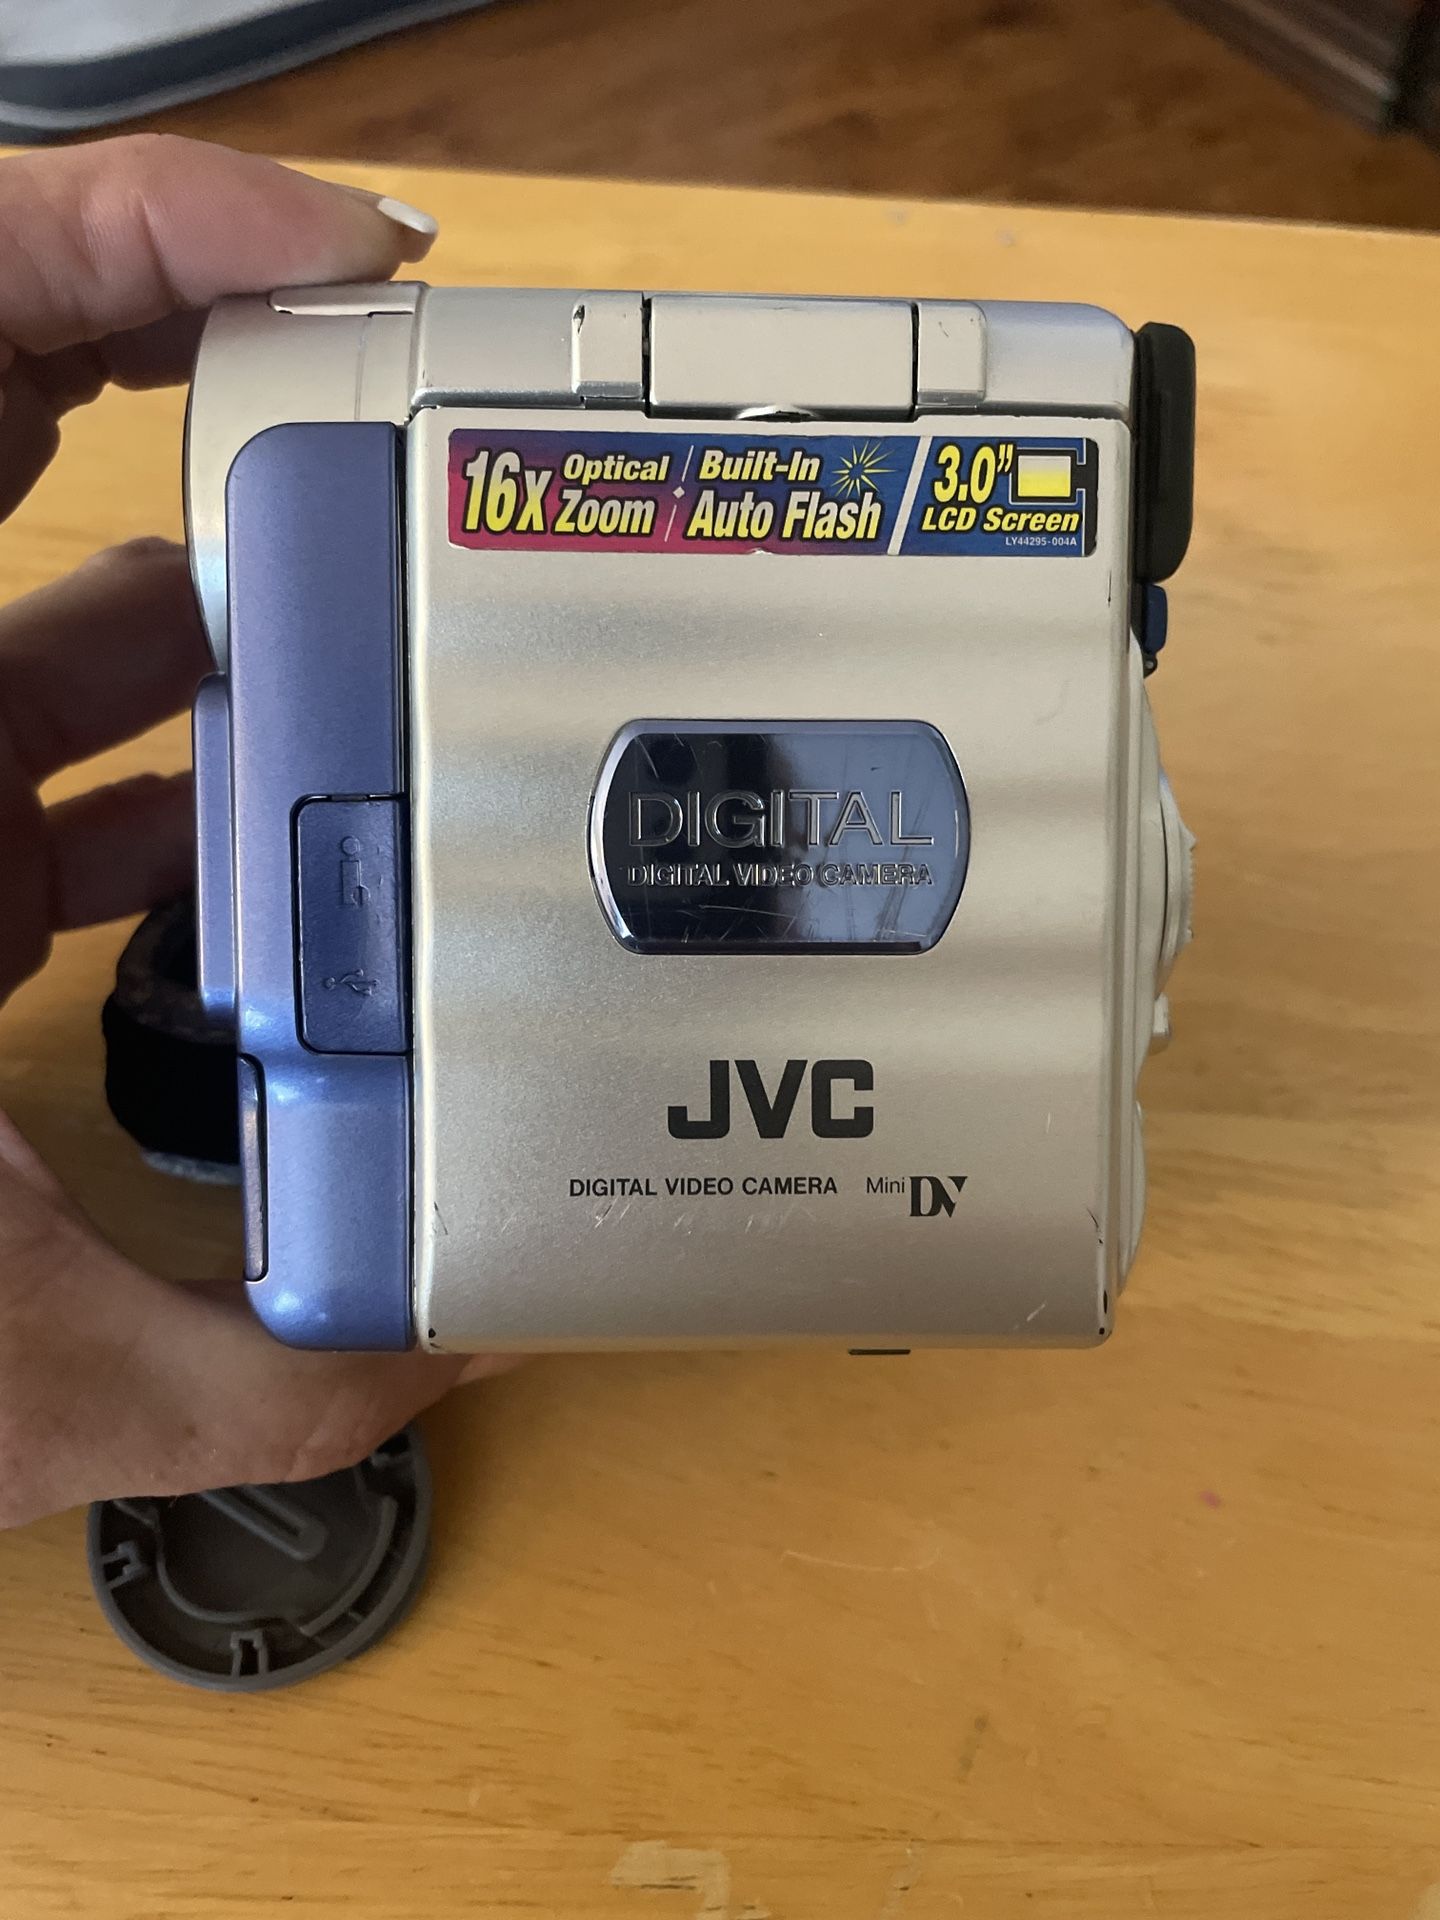 16x Optical Zoom
Built-In Auto Flash
3.0” LCD Screen
LY44295-004A
DIGITAL
DIGITAL VIDEO CAMERA
JVC
DIGITAL VIDEO CAMERA Mini DV